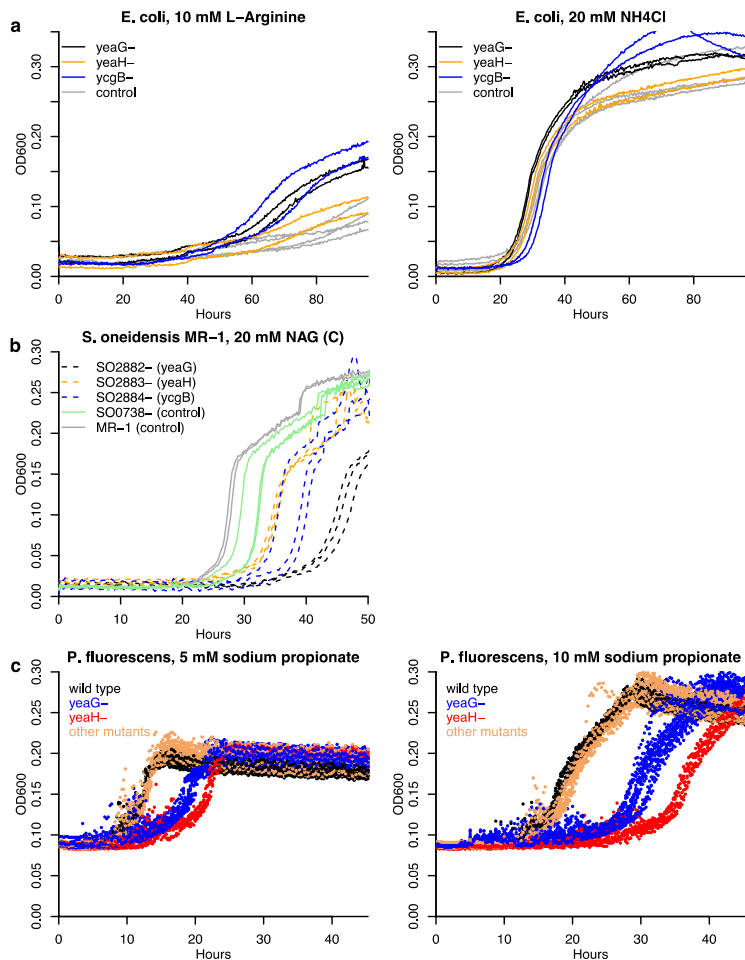 a
E. coli, 10 mM L−Arginine
yeaG−
yeaH−
ycgB−
control
OD600
0.00 0.10 0.20 0.30
0 20 40 60 80
Hours
E. coli, 20 mM NH4Cl
yeaG−
yeaH−
ycgB−
control
OD600
0.00 0.10 0.20 0.30
0 20 40 60 80
Hours
b
S. oneidensis MR−1, 20 mM NAG (C)
SO2882− (yeaG)
SO2883− (yeaH)
SO2884− (ycgB)
SO0738− (control)
MR−1 (control)
OD600
0.00 0.05 0.10 0.15 0.20 0.25 0.30
0 10 20 30 40 50
Hours
c
P. fluorescens, 5 mM sodium propionate
wild type
yeaG−
yeaH−
other mutants
OD600
0.00 0.05 0.10 0.15 0.20 0.25 0.30
0 10 20 30 40
Hours
P. fluorescens, 10 mM sodium propionate
wild type
yeaG−
yeaH−
other mutants
OD600
0.00 0.05 0.10 0.15 0.20 0.25 0.30
0 10 20 30 40
Hours